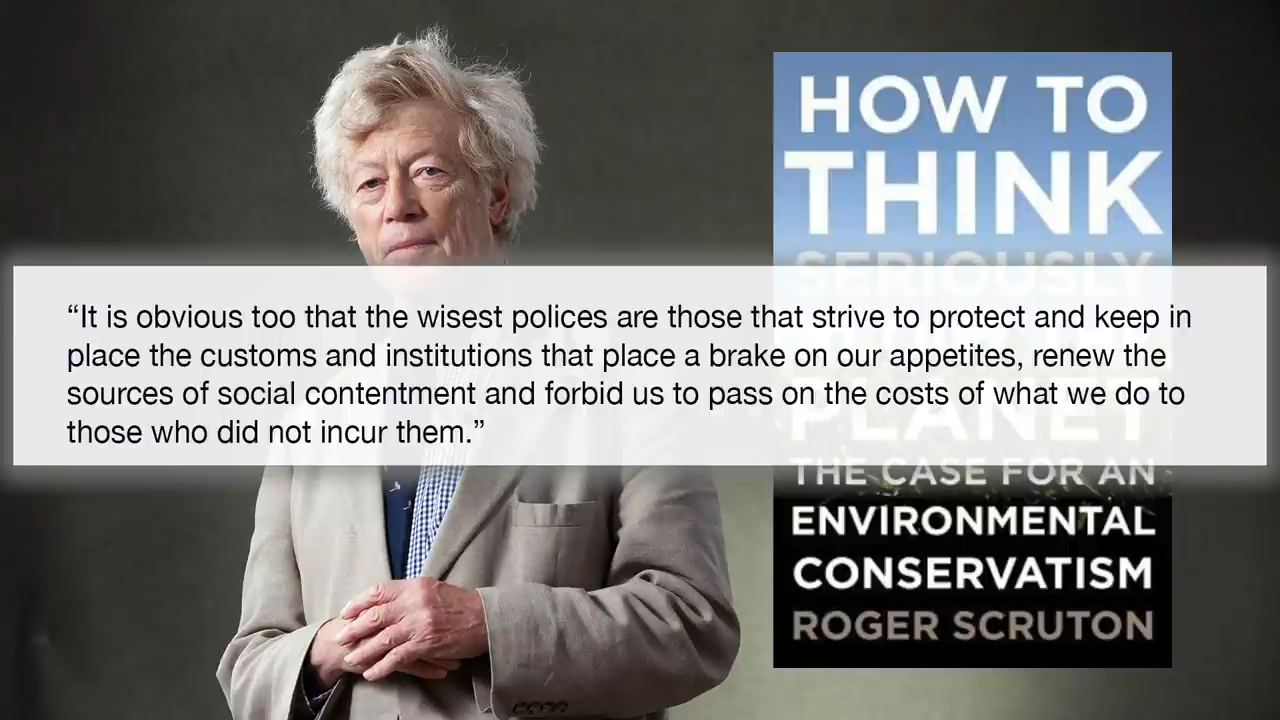 HOW TO
THINK
SERIOUSLY
“It is obvious too that the wisest polices are those that strive to protect and keep in
place the customs and institutions that place a brake on our appetites, renew the
sources of social contentment and forbid us to pass on the costs of what we do to
those who did not incur them.”
PLANET
THE CASE FOR AN
ENVIRONMENTAL
CONSERVATISM
ROGER SCRUTON